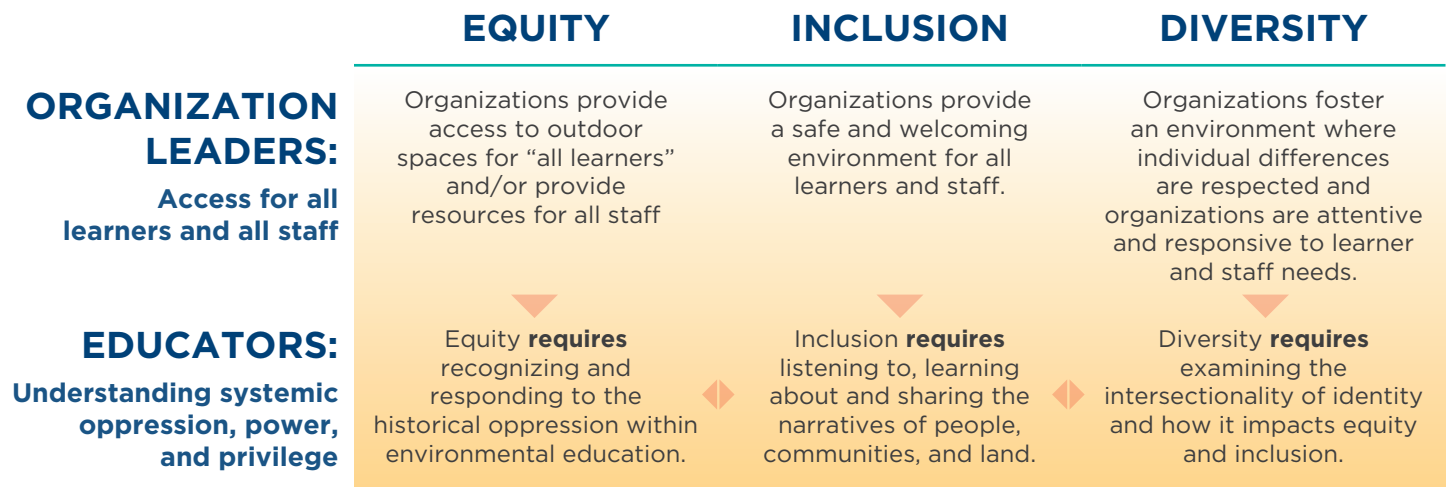 EQUITY
INCLUSION
DIVERSITY
ORGANIZATION
LEADERS:
Access for all
learners and all staff
Organizations provide
access to outdoor
spaces for “all learners”
and/or provide
resources for all staff
Organizations provide
a safe and welcoming
environment for all
learners and staff.
Organizations foster
an environment where
individual differences
are respected and
organizations are attentive
and responsive to learner
and staff needs.
EDUCATORS:
Understanding systemic
oppression, power,
and privilege
Equity requires
recognizing and
responding to the
historical oppression within
environmental education.
Inclusion requires
listening to, learning
about and sharing the
narratives of people,
communities, and land.
Diversity requires
examining the
intersectionality of identity
and how it impacts equity
and inclusion.